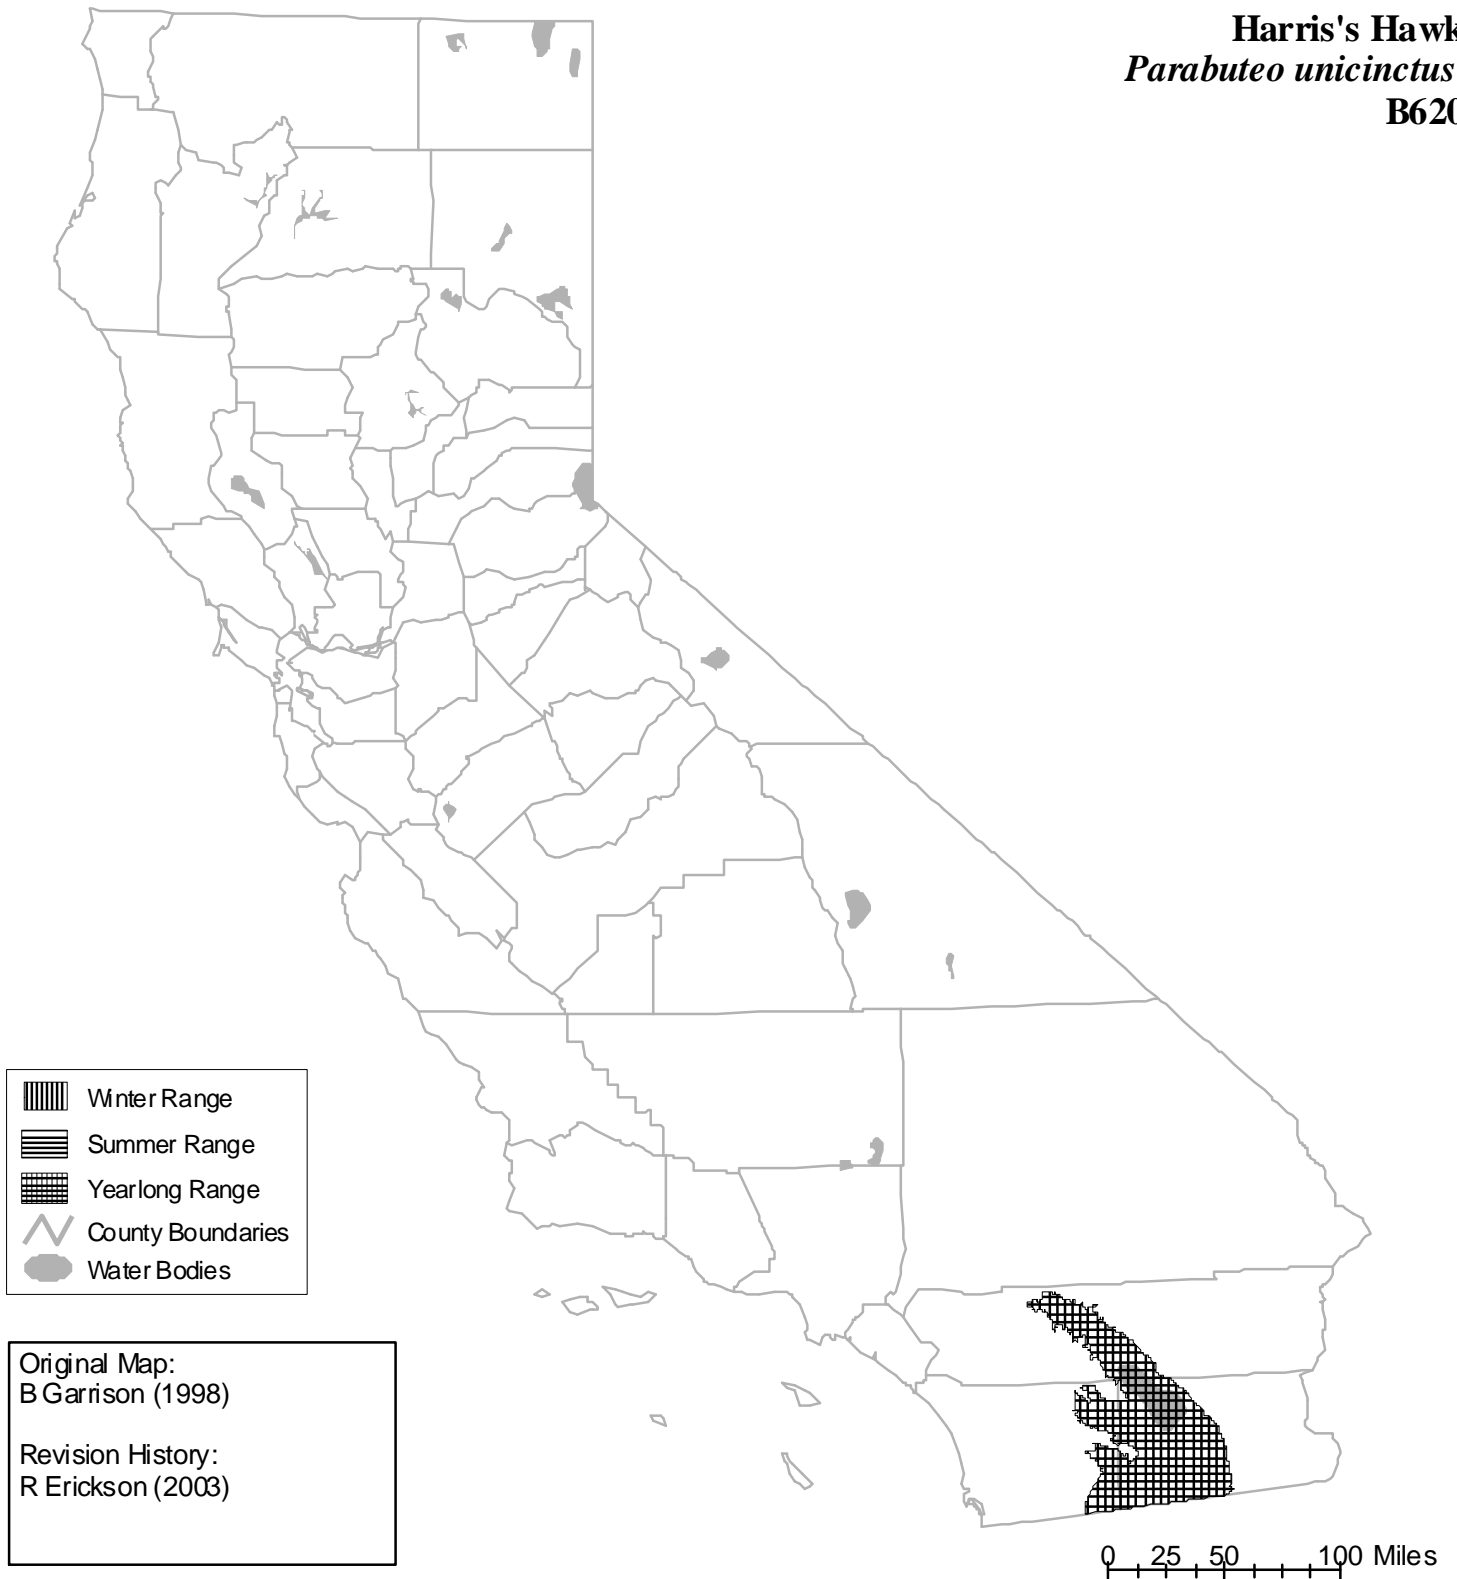 Harris's Hawk
Parabuteo unicinctus
B620
Winter Range
Summer Range
Yearlong Range
County Boundaries
Water Bodies
Original Map:
B Garrison (1998)
Revision History:
R Erickson (2003)
0 25 50 100 Miles